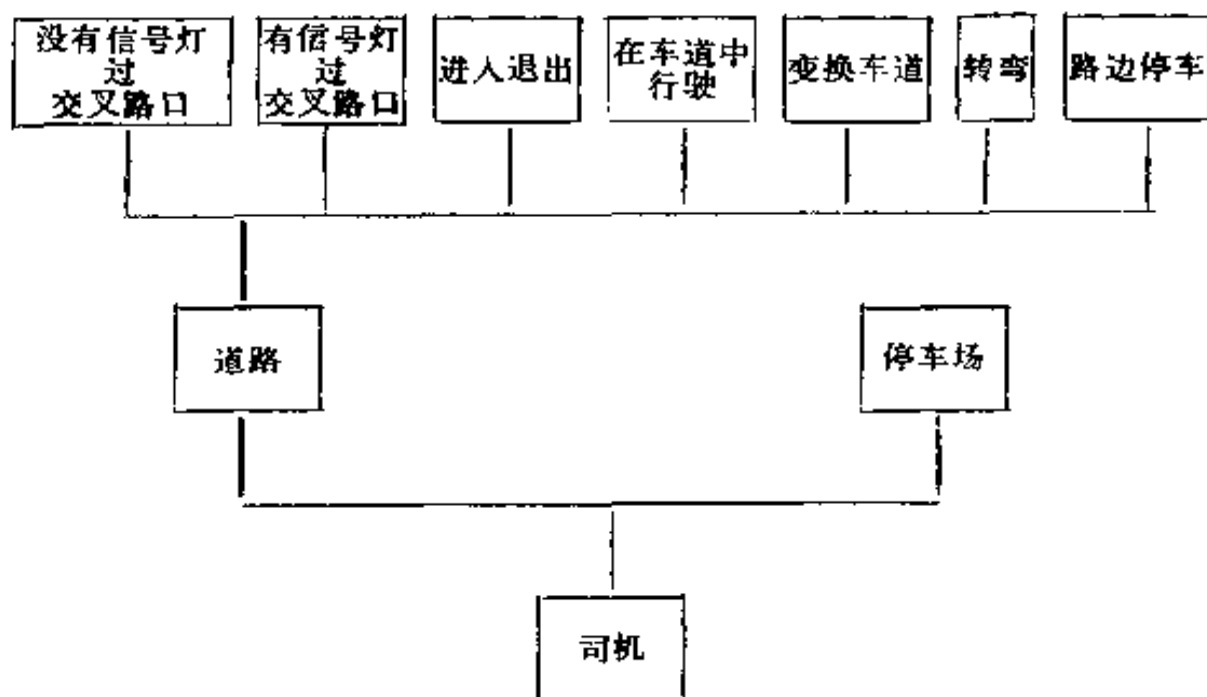 没有信号灯
过
交叉路口
有信号灯
过
交叉路口
进入退出
在车道中
行驶
变换车道
转弯
路边停车
道路
停车场
司机